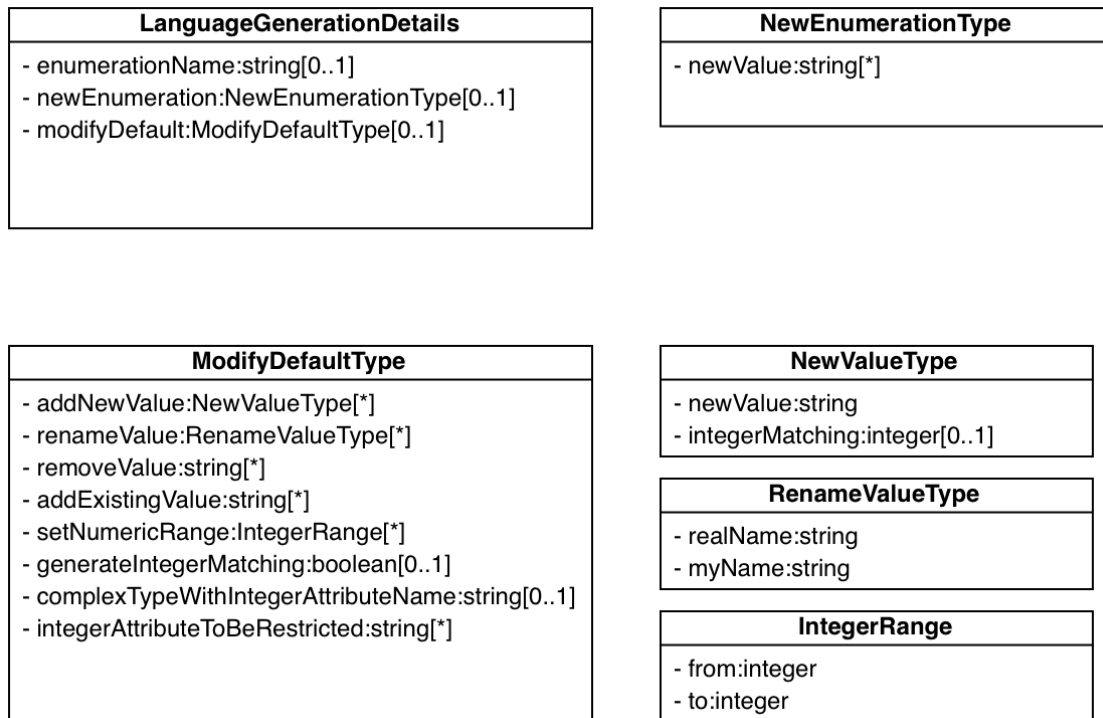 LanguageGenerationDetails
- enumerationName:string[0..1]
- newEnumeration:NewEnumerationType[0..1]
- modifyDefault:ModifyDefaultType[0..1]
NewEnumerationType
- newValue:string[*]
ModifyDefaultType
- addNewValue:NewValueType[*]
- renameValue:RenameValueType[*]
- removeValue:string[*]
- addExistingValue:string[*]
- setNumericRange:IntegerRange[*]
- generateIntegerMatching:boolean[0..1]
- complexTypeWithIntegerAttributeName:string[0..1]
- integerAttributeToBeRestricted:string[*]
NewValueType
- newValue:string
- integerMatching:integer[0..1]
RenameValueType
- realName:string
- myName:string
IntegerRange
- from:integer
- to:integer